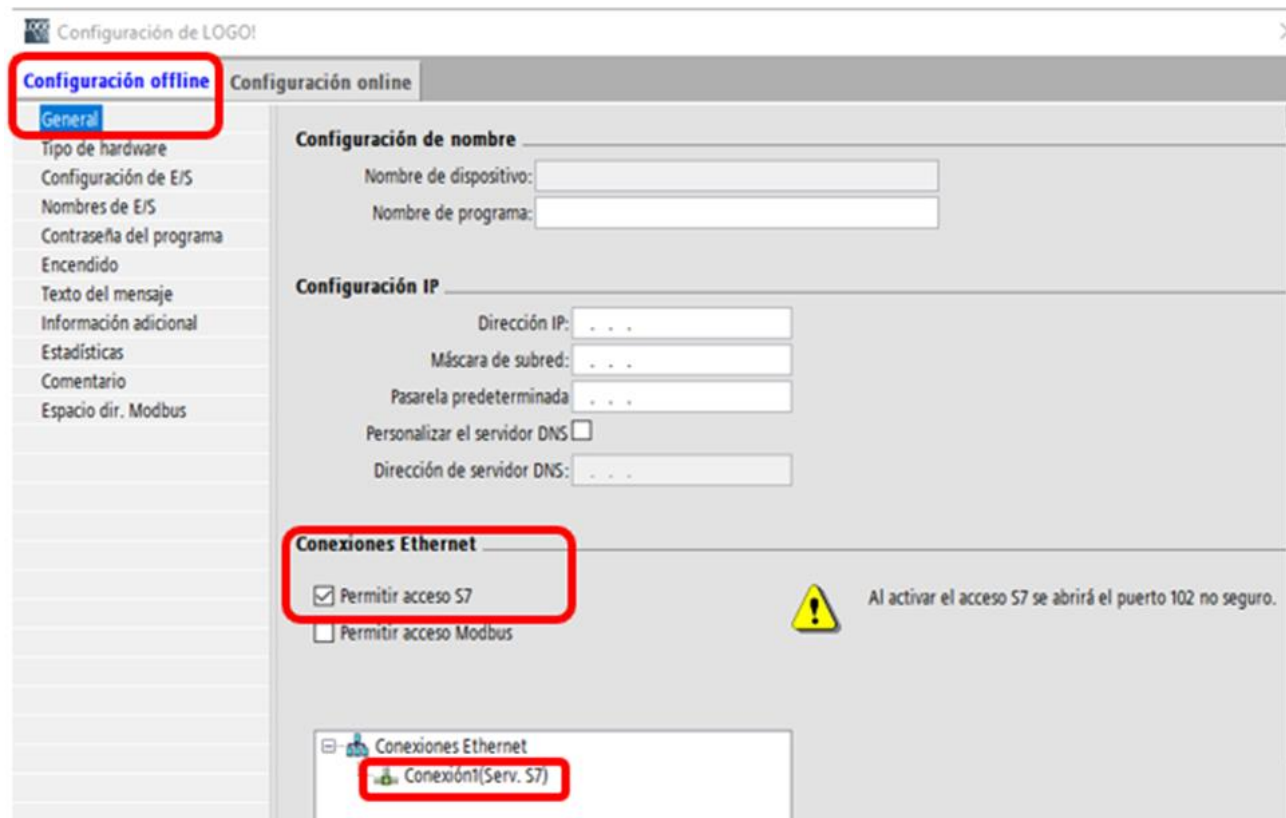 Configuración de LOGO!
Configuración offline
Configuración online
General
Tipo de hardware
Configuración de E/S
Nombres de E/S
Contraseña del programa
Encendido
Texto del mensaje
Información adicional
Estadísticas
Comentario
Espacio dir. Modbus
Configuración de nombre
Nombre de dispositivo:
Nombre de programa:
Configuración IP
Dirección IP: . . .
Máscara de subred: . . .
Pasarela predeterminada . . .
Personalizar el servidor DNS
Dirección de servidor DNS: . . .
Conexiones Ethernet
Permitir acceso S7
Al activar el acceso S7 se abrirá el puerto 102 no seguro.
Permitir acceso Modbus
Conexiones Ethernet
Conexión1(Serv. S7)